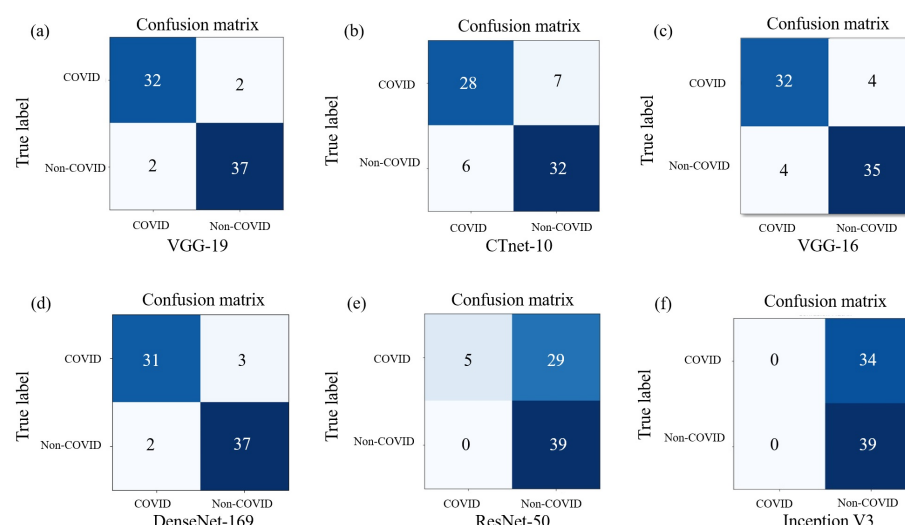 (a)
Confusion matrix
True label
COVID
32
2
Non-COVID
2
37
COVID
Non-COVID
VGG-19
(b)
Confusion matrix
True label
COVID
28
7
Non-COVID
6
32
COVID
Non-COVID
CTnet-10
(c)
Confusion matrix
True label
COVID
32
4
Non-COVID
4
35
COVID
Non-COVID
VGG-16
(d)
Confusion matrix
True label
COVID
31
3
Non-COVID
2
37
COVID
Non-COVID
DenseNet-169
(e)
Confusion matrix
True label
COVID
5
29
Non-COVID
0
39
COVID
Non-COVID
ResNet-50
(f)
Confusion matrix
True label
COVID
0
34
Non-COVID
0
39
COVID
Non-COVID
Inception V3